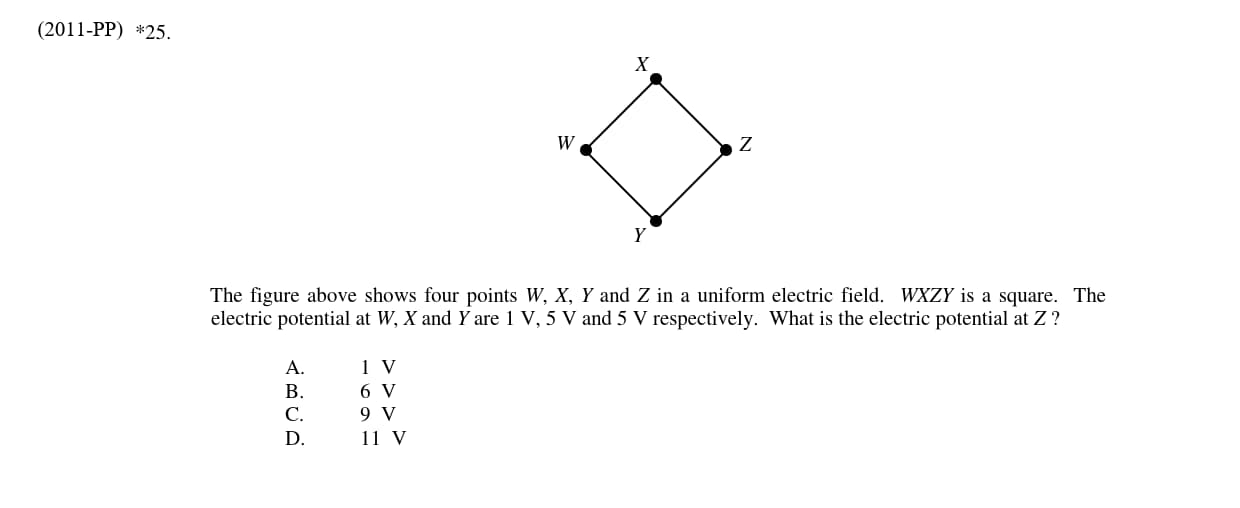 (2011-PP) *25.
X
W
Z
Y
The figure above shows four points W, X, Y and Z in a uniform electric field. WXZY is a square. The
electric potential at W, X and Y are 1 V, 5 V and 5 V respectively. What is the electric potential at Z ?
A. 1 V
B. 6 V
C. 9 V
D. 11 V